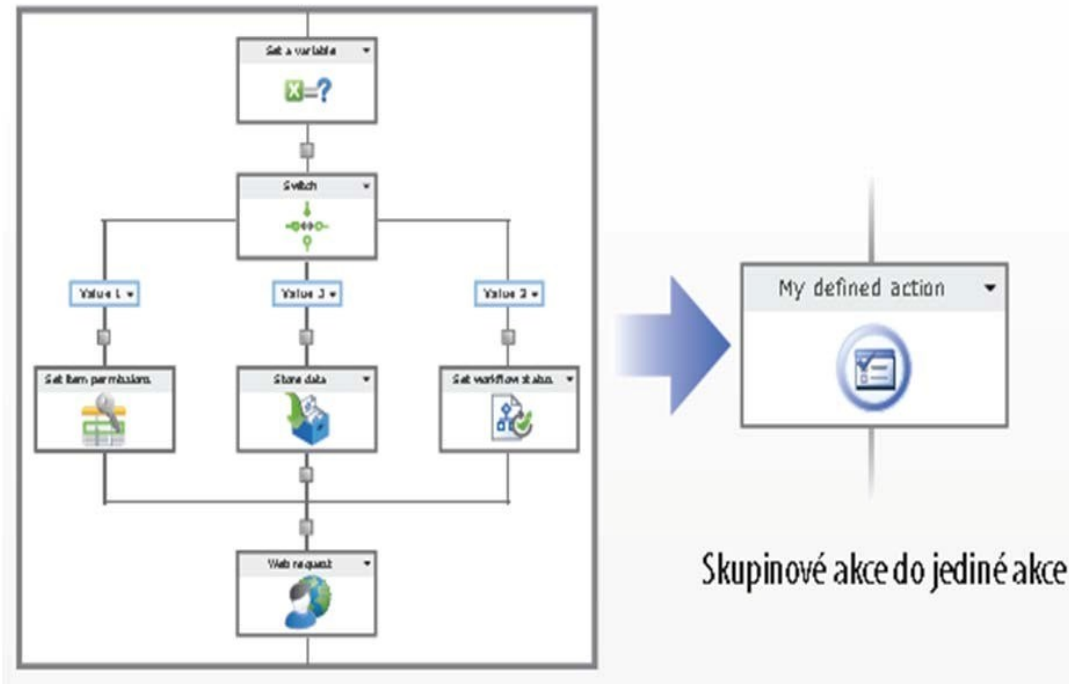 Set a variable
Switch
Value 1
Value 3
Value 2
Set item permissions
Store data
Set workflow status
Web request
My defined action
Skupinové akce do jediné akce